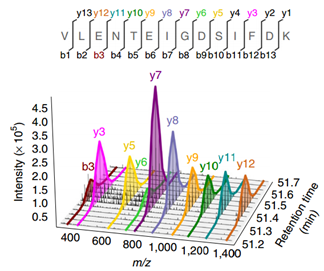 y13 y12 y11 y10 y9 y8 y7 y6 y5 y4 y3 y2 y1
V L E N T E I G D S I F D K
b1 b2 b3 b4 b5 b6 b7 b8 b9 b10 b11 b12 b13
y7
y8
y3
y5
y6
b3
y9
y10
y11
y12
Intensity (× 10⁵)
4.5
4.0
3.5
3.0
2.5
2.0
1.5
1.0
0.5
400 600 800 1,000 1,200 1,400
m/z
51.7
51.6
51.5
51.4
51.3
51.2
Retention time
(min)